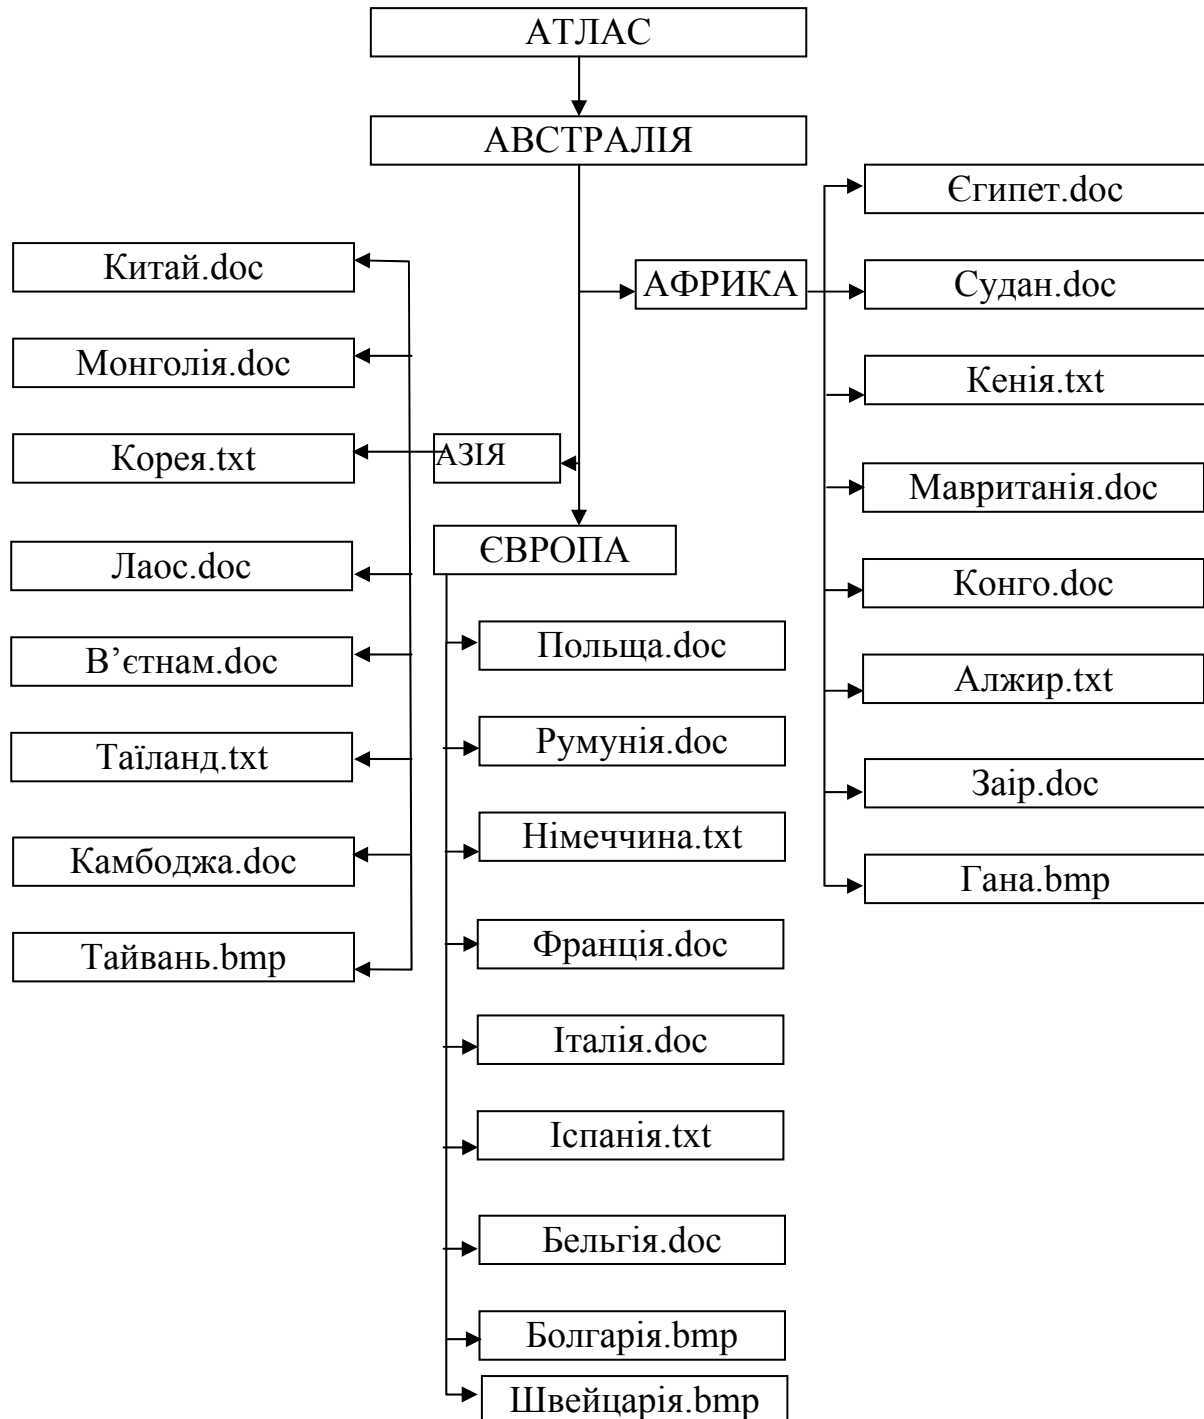 АТЛАС
АВСТРАЛІЯ
АФРИКА
Єгипет.doc
Судан.doc
Кенія.txt
Мавританія.doc
Конго.doc
Алжир.txt
Заір.doc
Гана.bmp
АЗІЯ
Китай.doc
Монголія.doc
Корея.txt
Лаос.doc
В’єтнам.doc
Таїланд.txt
Камбоджа.doc
Тайвань.bmp
ЄВРОПА
Польща.doc
Румунія.doc
Німеччина.txt
Франція.doc
Італія.doc
Іспанія.txt
Бельгія.doc
Болгарія.bmp
Швейцарія.bmp